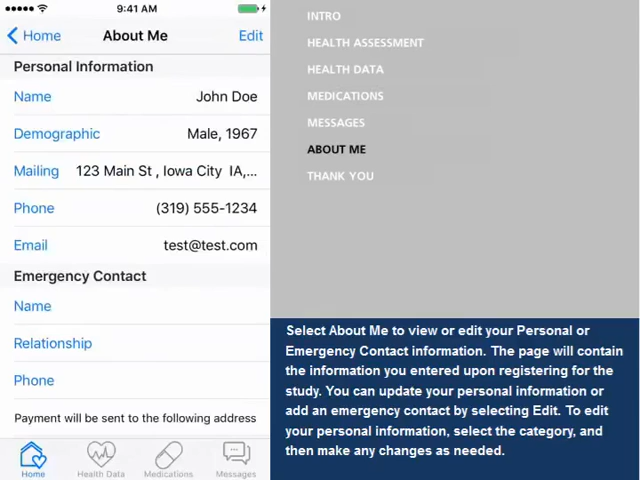 9:41 AM
Home About Me Edit
Personal Information
Name John Doe
Demographic Male, 1967
Mailing 123 Main St , Iowa City IA,...
Phone (319) 555-1234
Email test@test.com
Emergency Contact
Name
Relationship
Phone
Payment will be sent to the following address
Home Health Data Medications Messages
INTRO
HEALTH ASSESSMENT
HEALTH DATA
MEDICATIONS
MESSAGES
ABOUT ME
THANK YOU
Select About Me to view or edit your Personal or
Emergency Contact information. The page will contain
the information you entered upon registering for the
study. You can update your personal information or
add an emergency contact by selecting Edit. To edit
your personal information, select the category, and
then make any changes as needed.